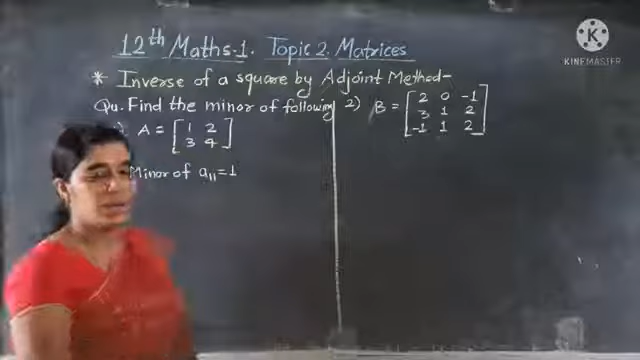 12th Maths-1. Topic 2. Matrices
* Inverse of a square by Adjoint Method-
Qu. Find the minor of following
) A = [1 2
3 4]
Minor of a₁₁ = 1
2) B = [2 0 -1
3 1 2
-1 1 2]
K
KINEMASTER